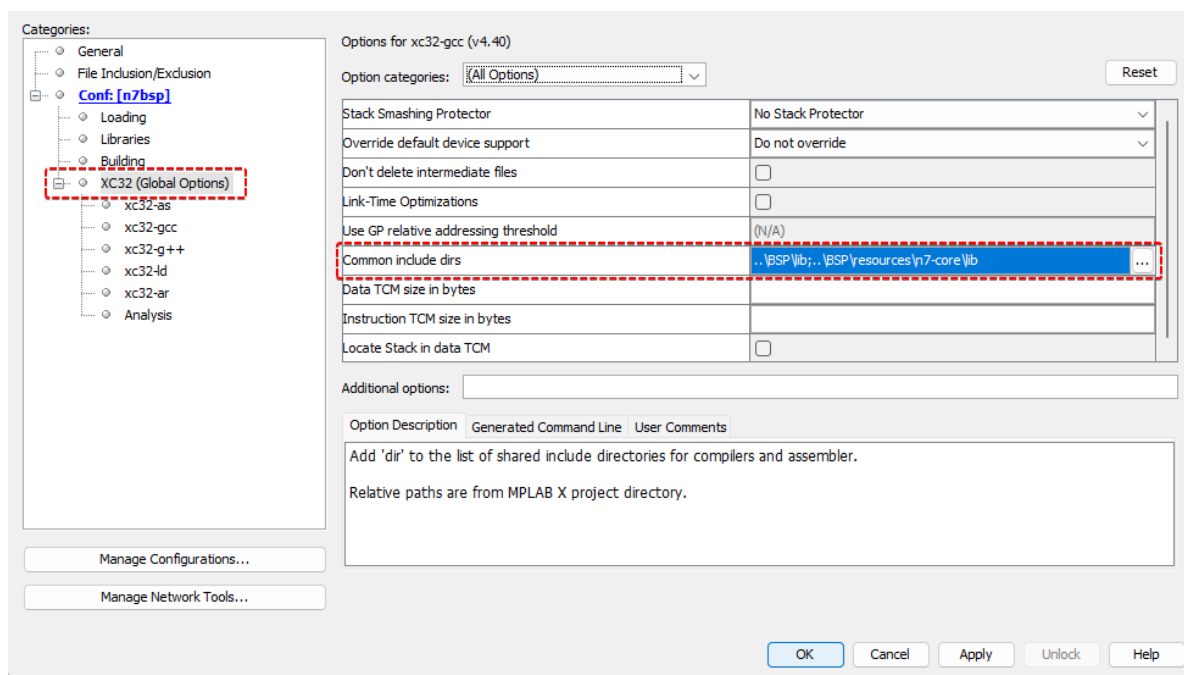 Categories:
General
File Inclusion/Exclusion
Conf: [n7bsp]
Loading
Libraries
Building
XC32 (Global Options)
xc32-as
xc32-gcc
xc32-g++
xc32-ld
xc32-ar
Analysis
Manage Configurations...
Manage Network Tools...
Options for xc32-gcc (v4.40)
Option categories: (All Options) Reset
Stack Smashing Protector No Stack Protector
Override default device support Do not override
Don't delete intermediate files
Link-Time Optimizations
Use GP relative addressing threshold (N/A)
Common include dirs ..\BSP\lib;..\BSP\resources\n7-core\lib ...
Data TCM size in bytes
Instruction TCM size in bytes
Locate Stack in data TCM
Additional options:
Option Description Generated Command Line User Comments
Add 'dir' to the list of shared include directories for compilers and assembler.
Relative paths are from MPLAB X project directory.
OK Cancel Apply Unlock Help